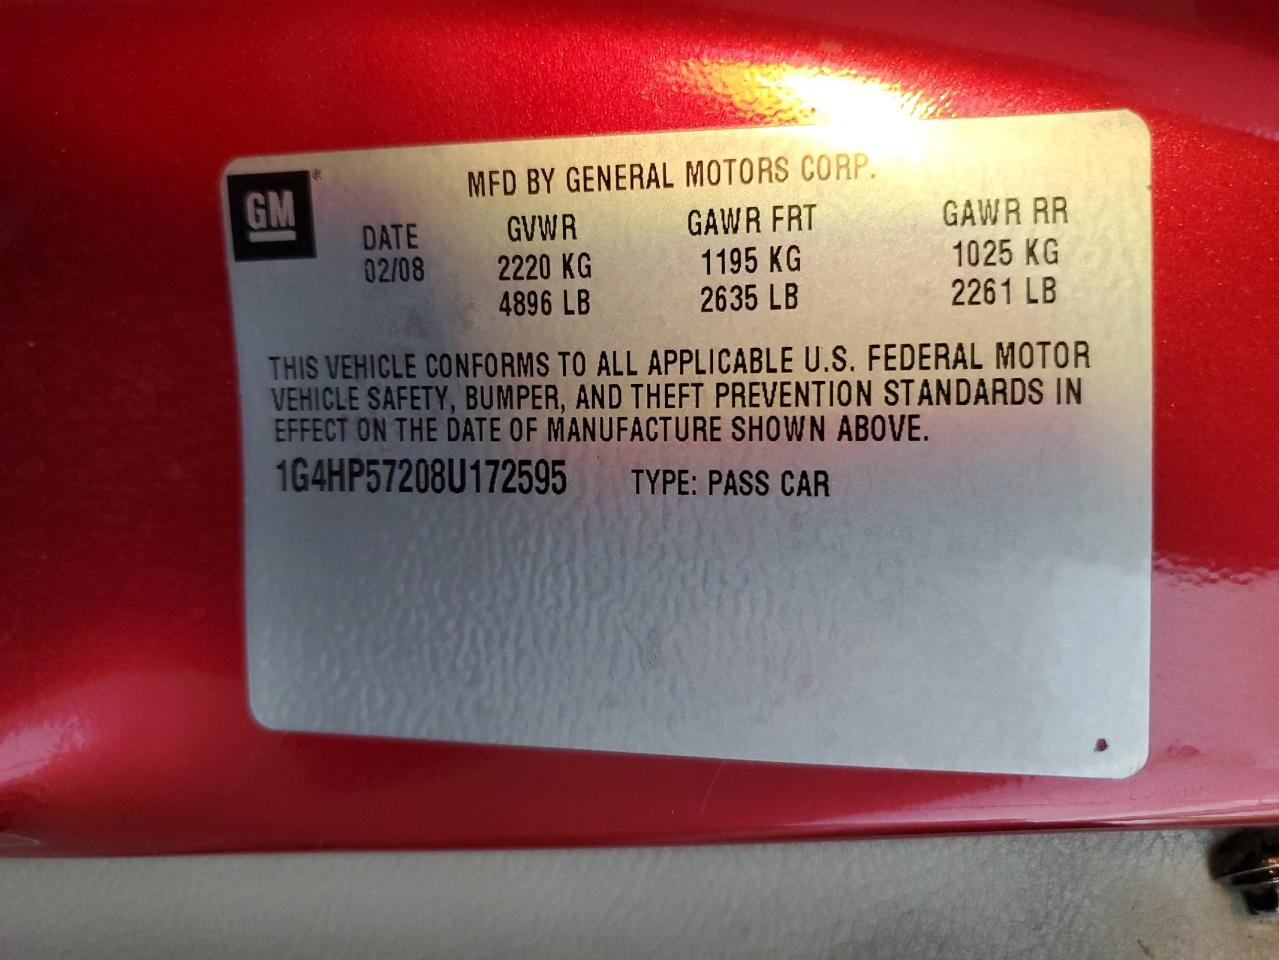 GM®
MFD BY GENERAL MOTORS CORP.
DATE GVWR GAWR FRT GAWR RR
02/08 2220 KG 1195 KG 1025 KG
4896 LB 2635 LB 2261 LB
THIS VEHICLE CONFORMS TO ALL APPLICABLE U.S. FEDERAL MOTOR
VEHICLE SAFETY, BUMPER, AND THEFT PREVENTION STANDARDS IN
EFFECT ON THE DATE OF MANUFACTURE SHOWN ABOVE.
1G4HP57208U172595 TYPE: PASS CAR